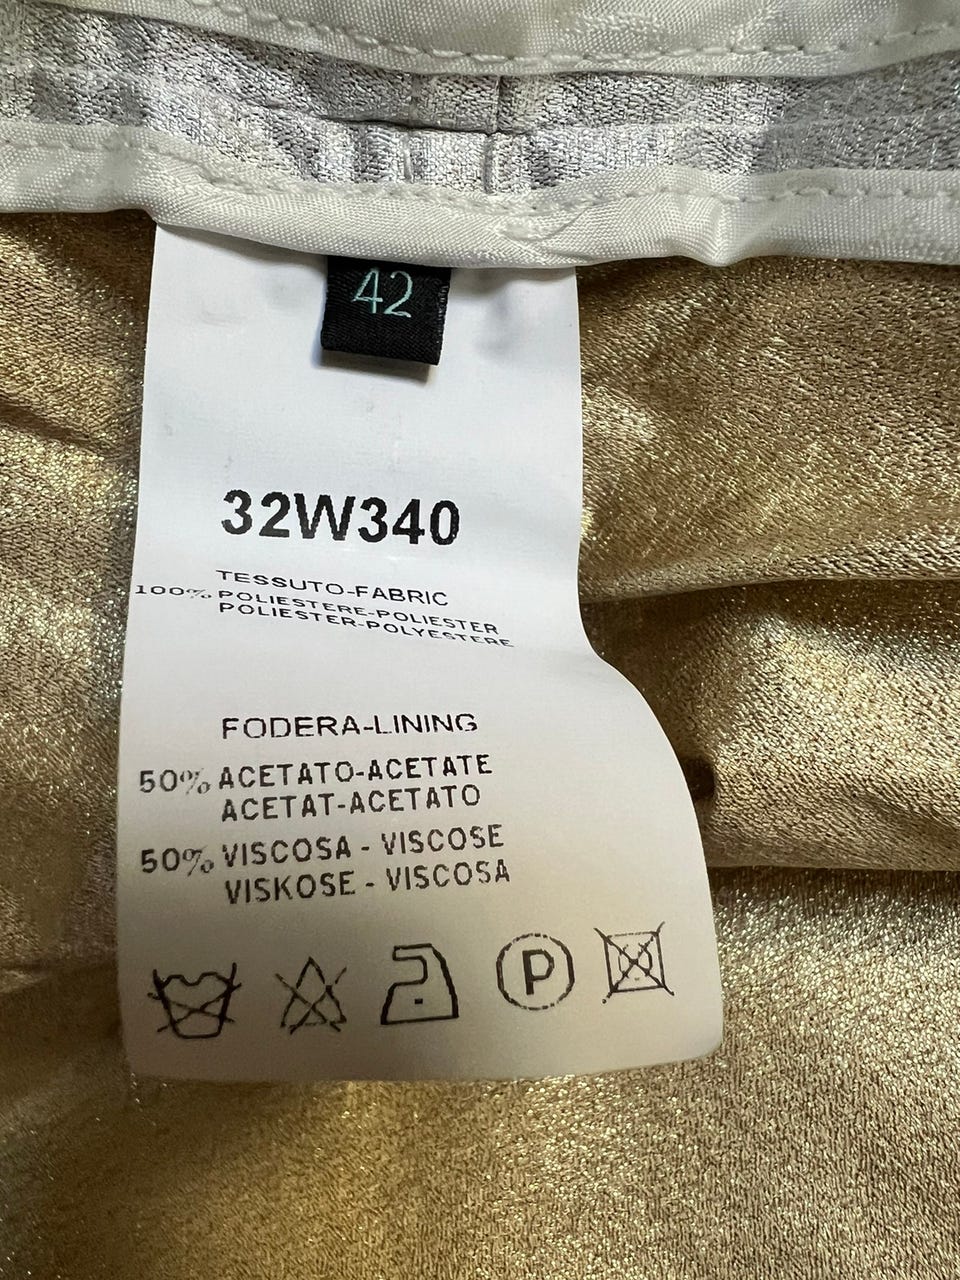 42
32W340
TESSUTO-FABRIC
100% POLIESTERE-POLIESTER
POLIESTER-POLYESTERE
FODERA-LINING
50% ACETATO-ACETATE
ACETAT-ACETATO
50% VISCOSA - VISCOSE
VISKOSE - VISCOSA
P